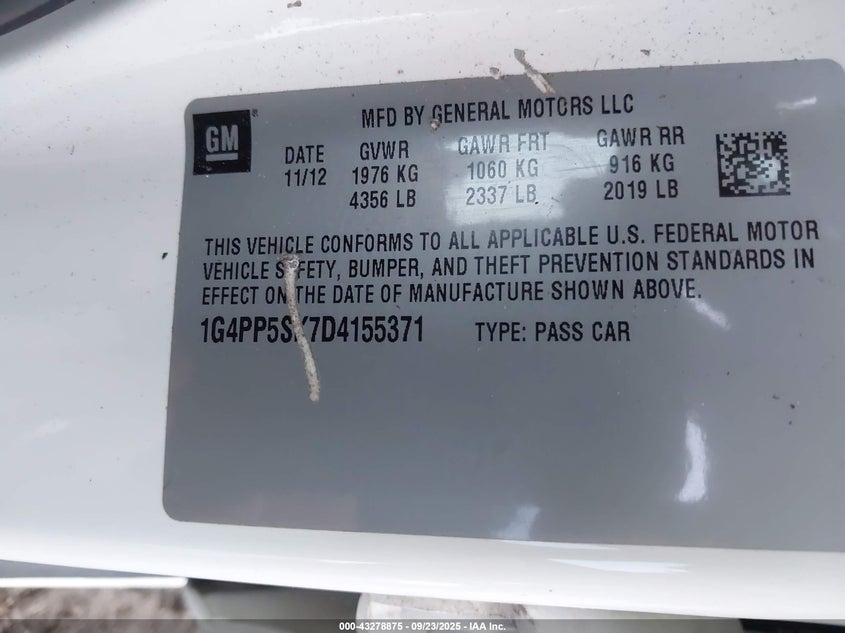 GM®
MFD BY GENERAL MOTORS LLC
DATE GVWR GAWR FRT GAWR RR
11/12 1976 KG 1060 KG 916 KG
4356 LB 2337 LB 2019 LB
THIS VEHICLE CONFORMS TO ALL APPLICABLE U.S. FEDERAL MOTOR
VEHICLE SAFETY, BUMPER, AND THEFT PREVENTION STANDARDS IN
EFFECT ON THE DATE OF MANUFACTURE SHOWN ABOVE.
TYPE: PASS CAR
000-43278875 - 09/23/2025 - IAA Inc.